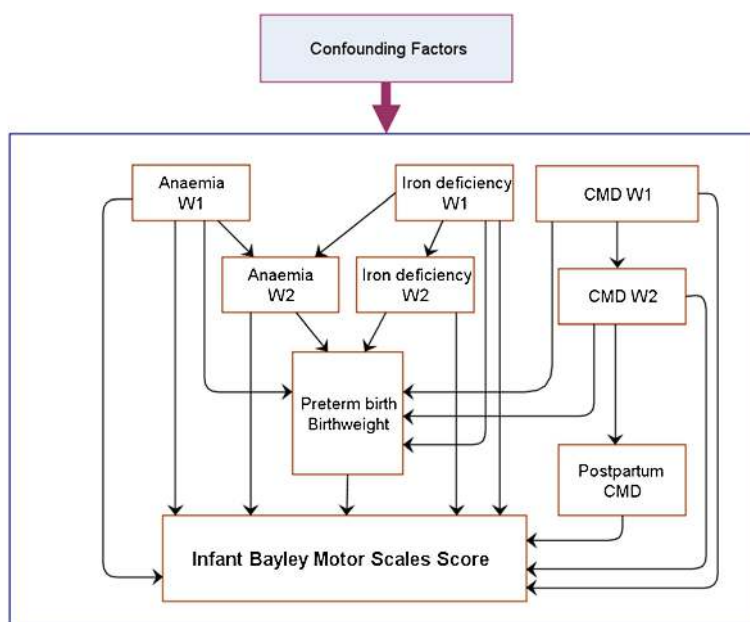 Confounding Factors
Anaemia
W1
Iron deficiency
W1
CMD W1
Anaemia
W2
Iron deficiency
W2
CMD W2
Preterm birth
Birthweight
Postpartum
CMD
Infant Bayley Motor Scales Score